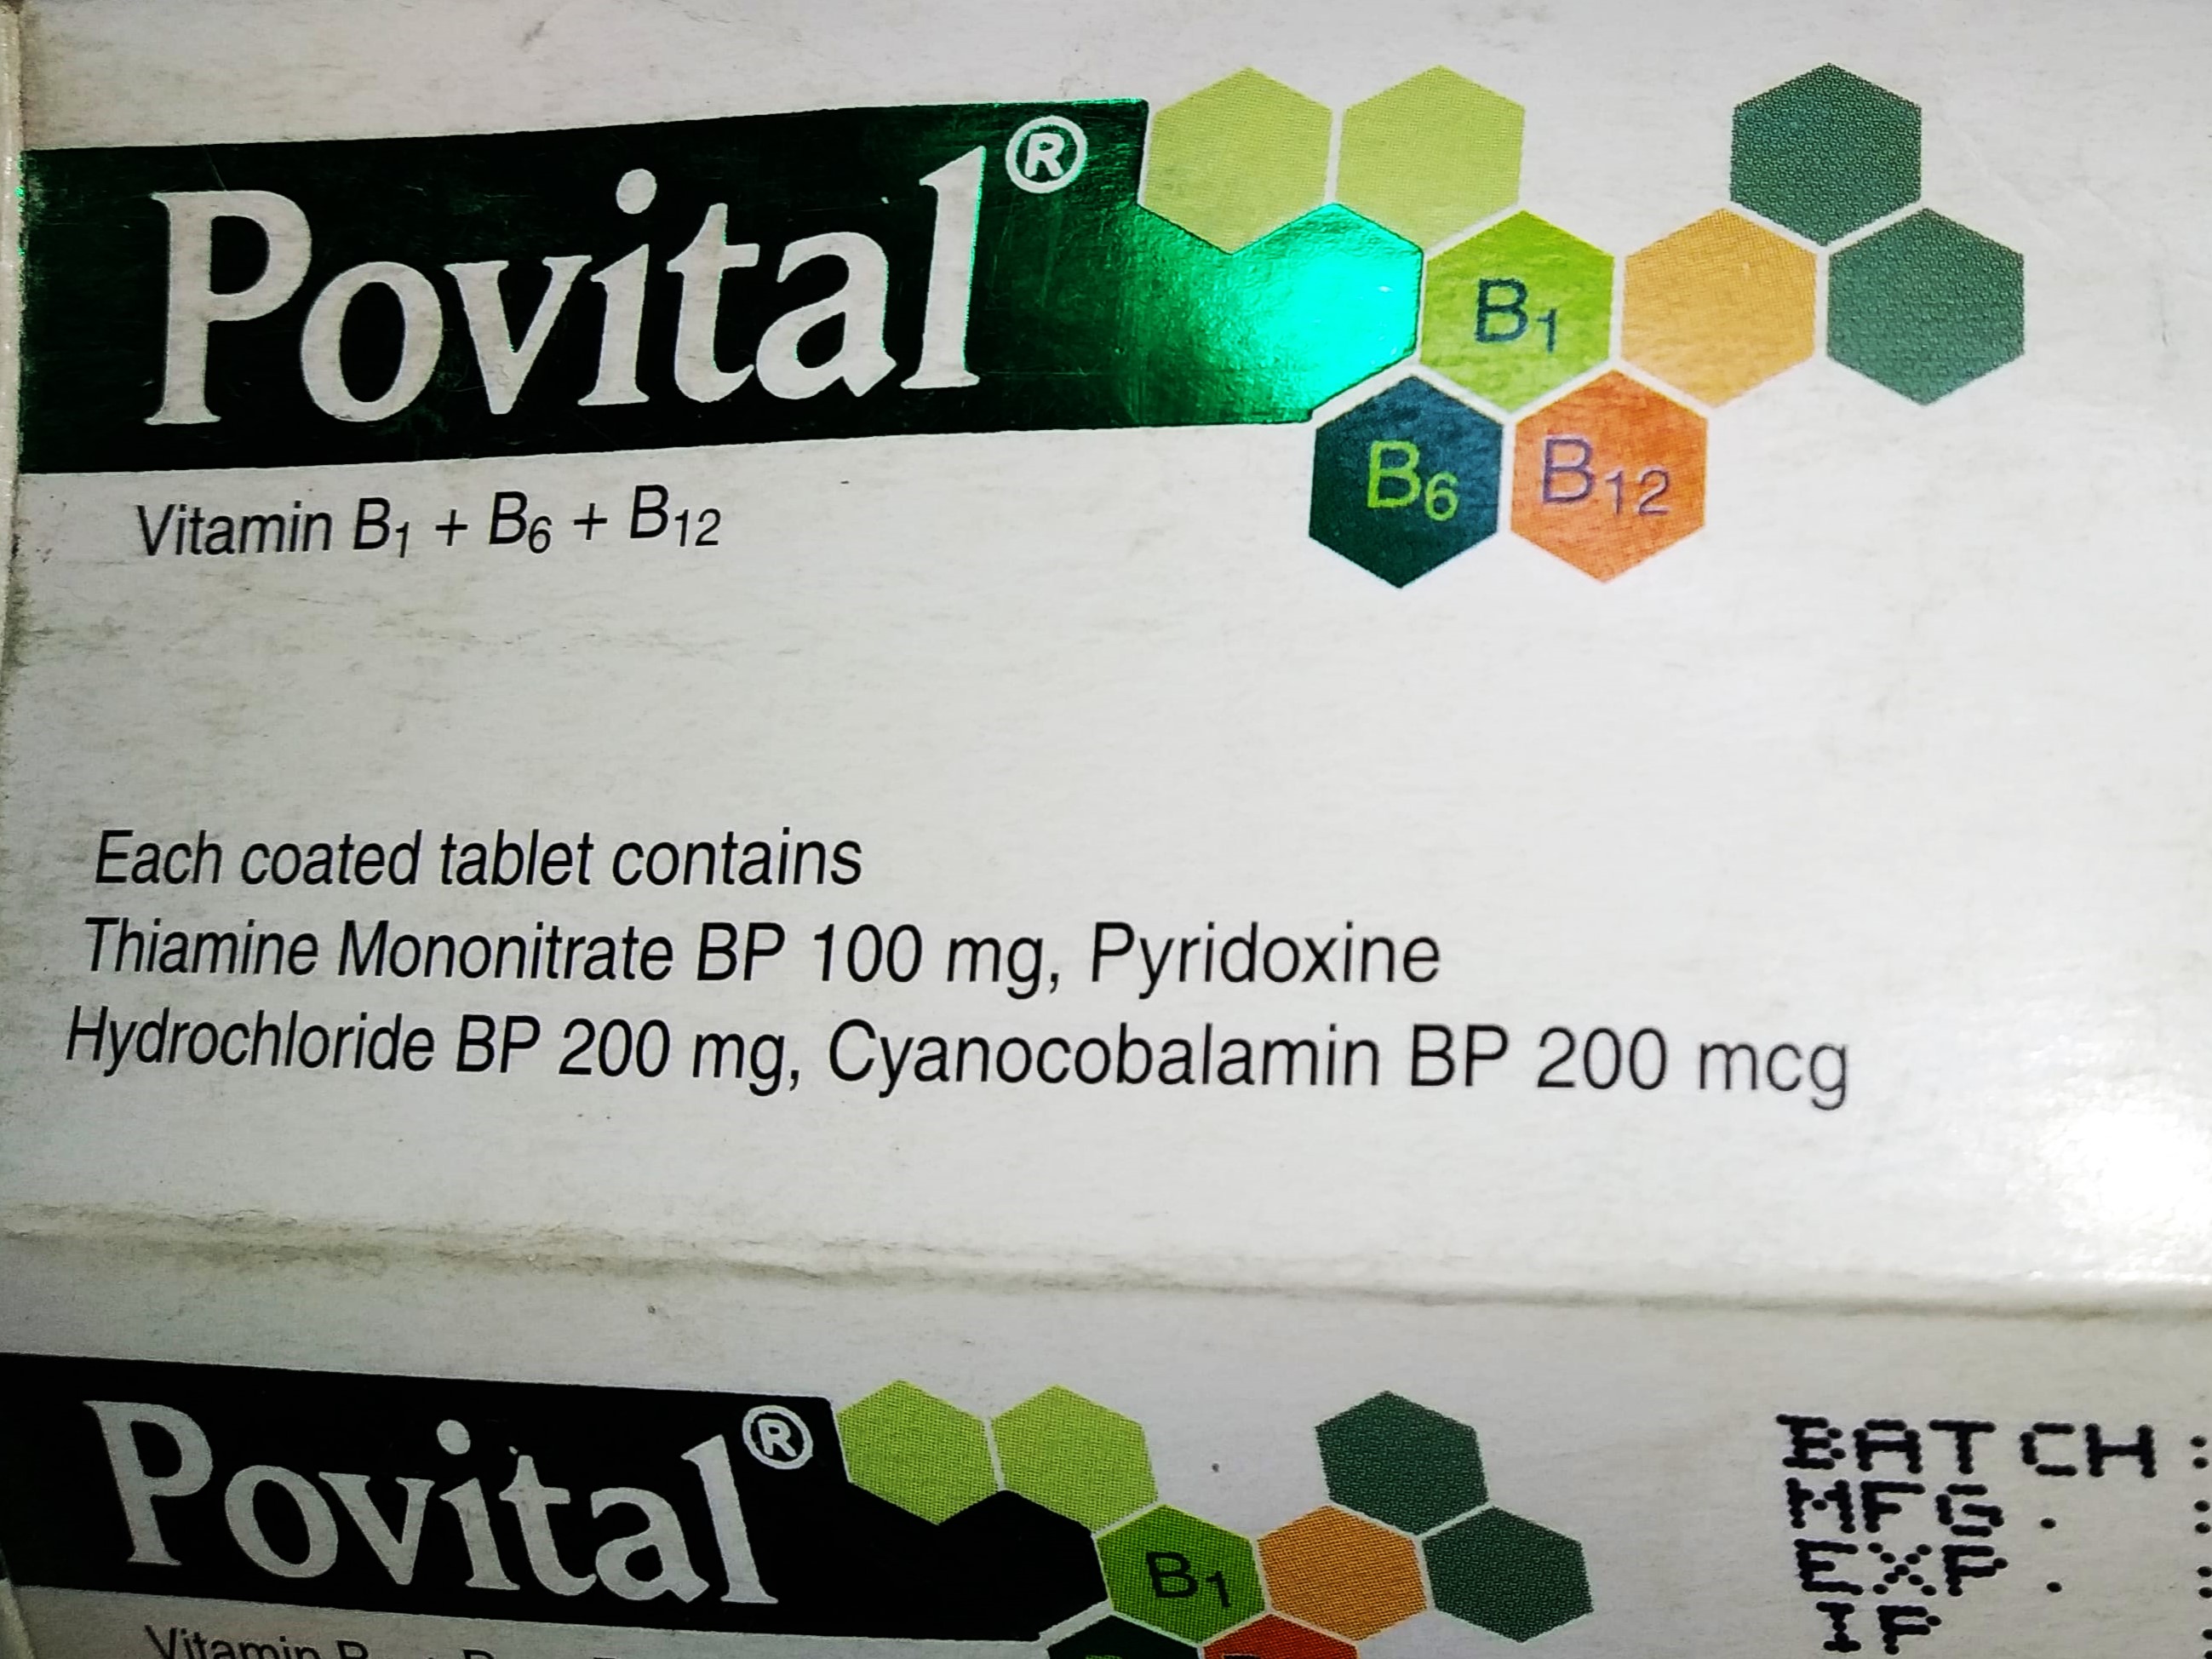 Povital®
B1
B6 B12
Vitamin B1 + B6 + B12
Each coated tablet contains
Thiamine Mononitrate BP 100 mg, Pyridoxine
Hydrochloride BP 200 mg, Cyanocobalamin BP 200 mcg
Povital®
B1
Vitamin
BATCH :
MFG. :
EXP. :
IP :